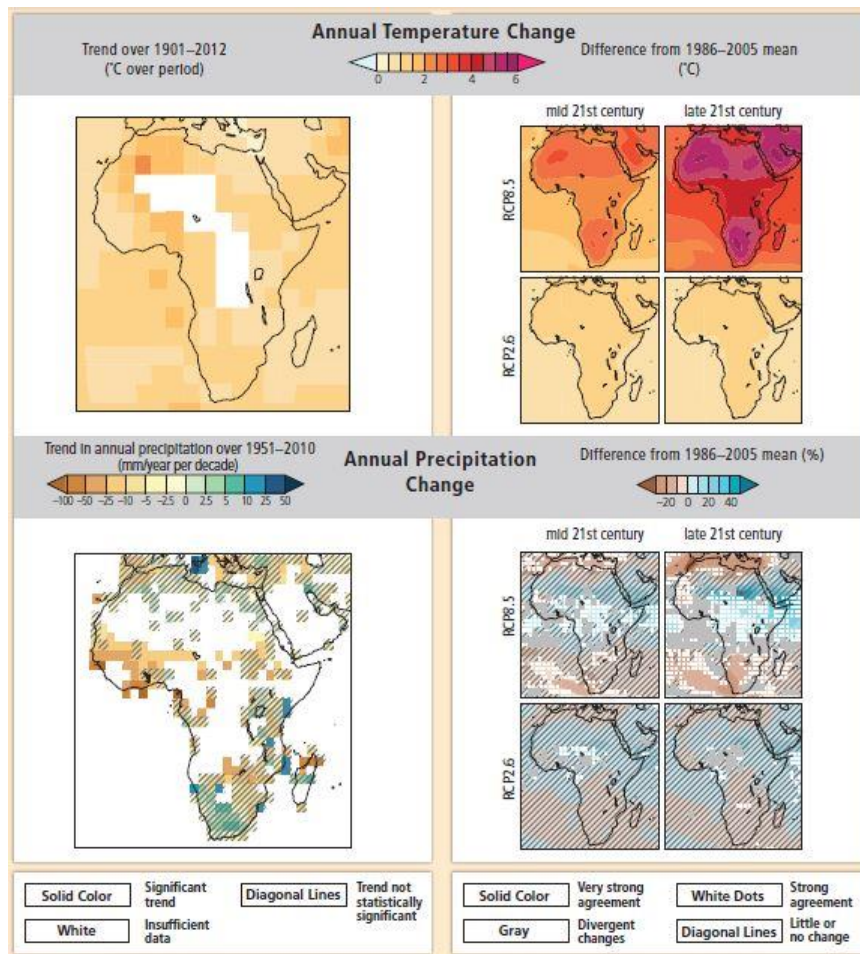 Annual Temperature Change
Trend over 1901–2012
(°C over period)
0 2 4 6
Difference from 1986–2005 mean
(°C)
mid 21st century
late 21st century
RCP8.5
RCP2.6
Trend in annual precipitation over 1951–2010
(mm/year per decade)
−100 −50 −25 −10 −5 −2.5 0 2.5 5 10 25 50
Annual Precipitation
Change
Difference from 1986–2005 mean (%)
−20 0 20 40
mid 21st century
late 21st century
RCP8.5
RCP2.6
Solid Color
Significant
trend
Diagonal Lines
Trend not
statistically
significant
White
Insufficient
data
Solid Color
Very strong
agreement
White Dots
Strong
agreement
Gray
Divergent
changes
Diagonal Lines
Little or
no change